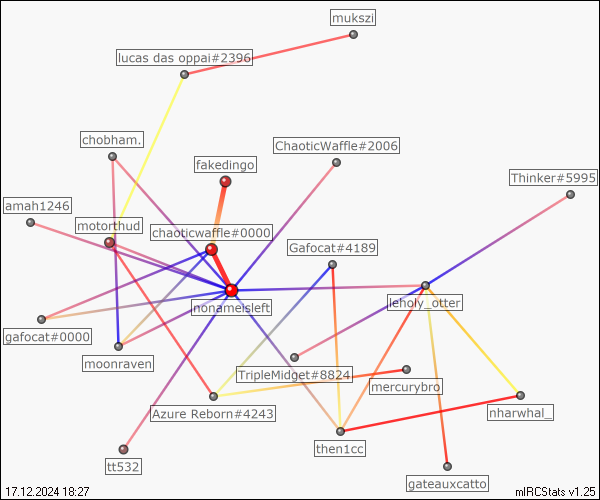 mukszi
lucas das oppai#2396
chobham.
ChaoticWaffle#2006
fakedingo
Thinker#5995
amah1246
motorthud
chaoticwaffle#0000
Gafocat#4189
leholy_otter
nonameisleft
gafocat#0000
moonraven
TripleMidget#8824
mercurybro
Azure Reborn#4243
nharwhal_
then1cc
tt532
gateauxcatto
17.12.2024 18:27
mIRCStats v1.25